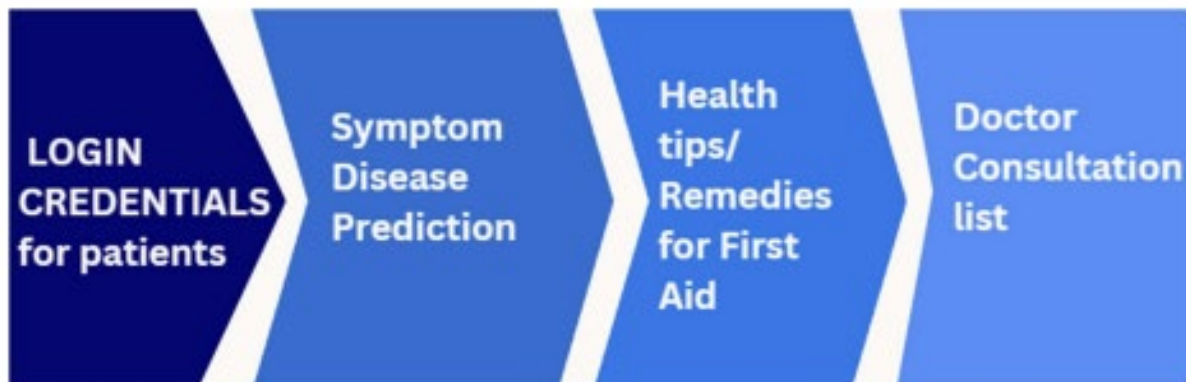 LOGIN
CREDENTIALS
for patients
Symptom
Disease
Prediction
Health
tips/
Remedies
for First
Aid
Doctor
Consultation
list